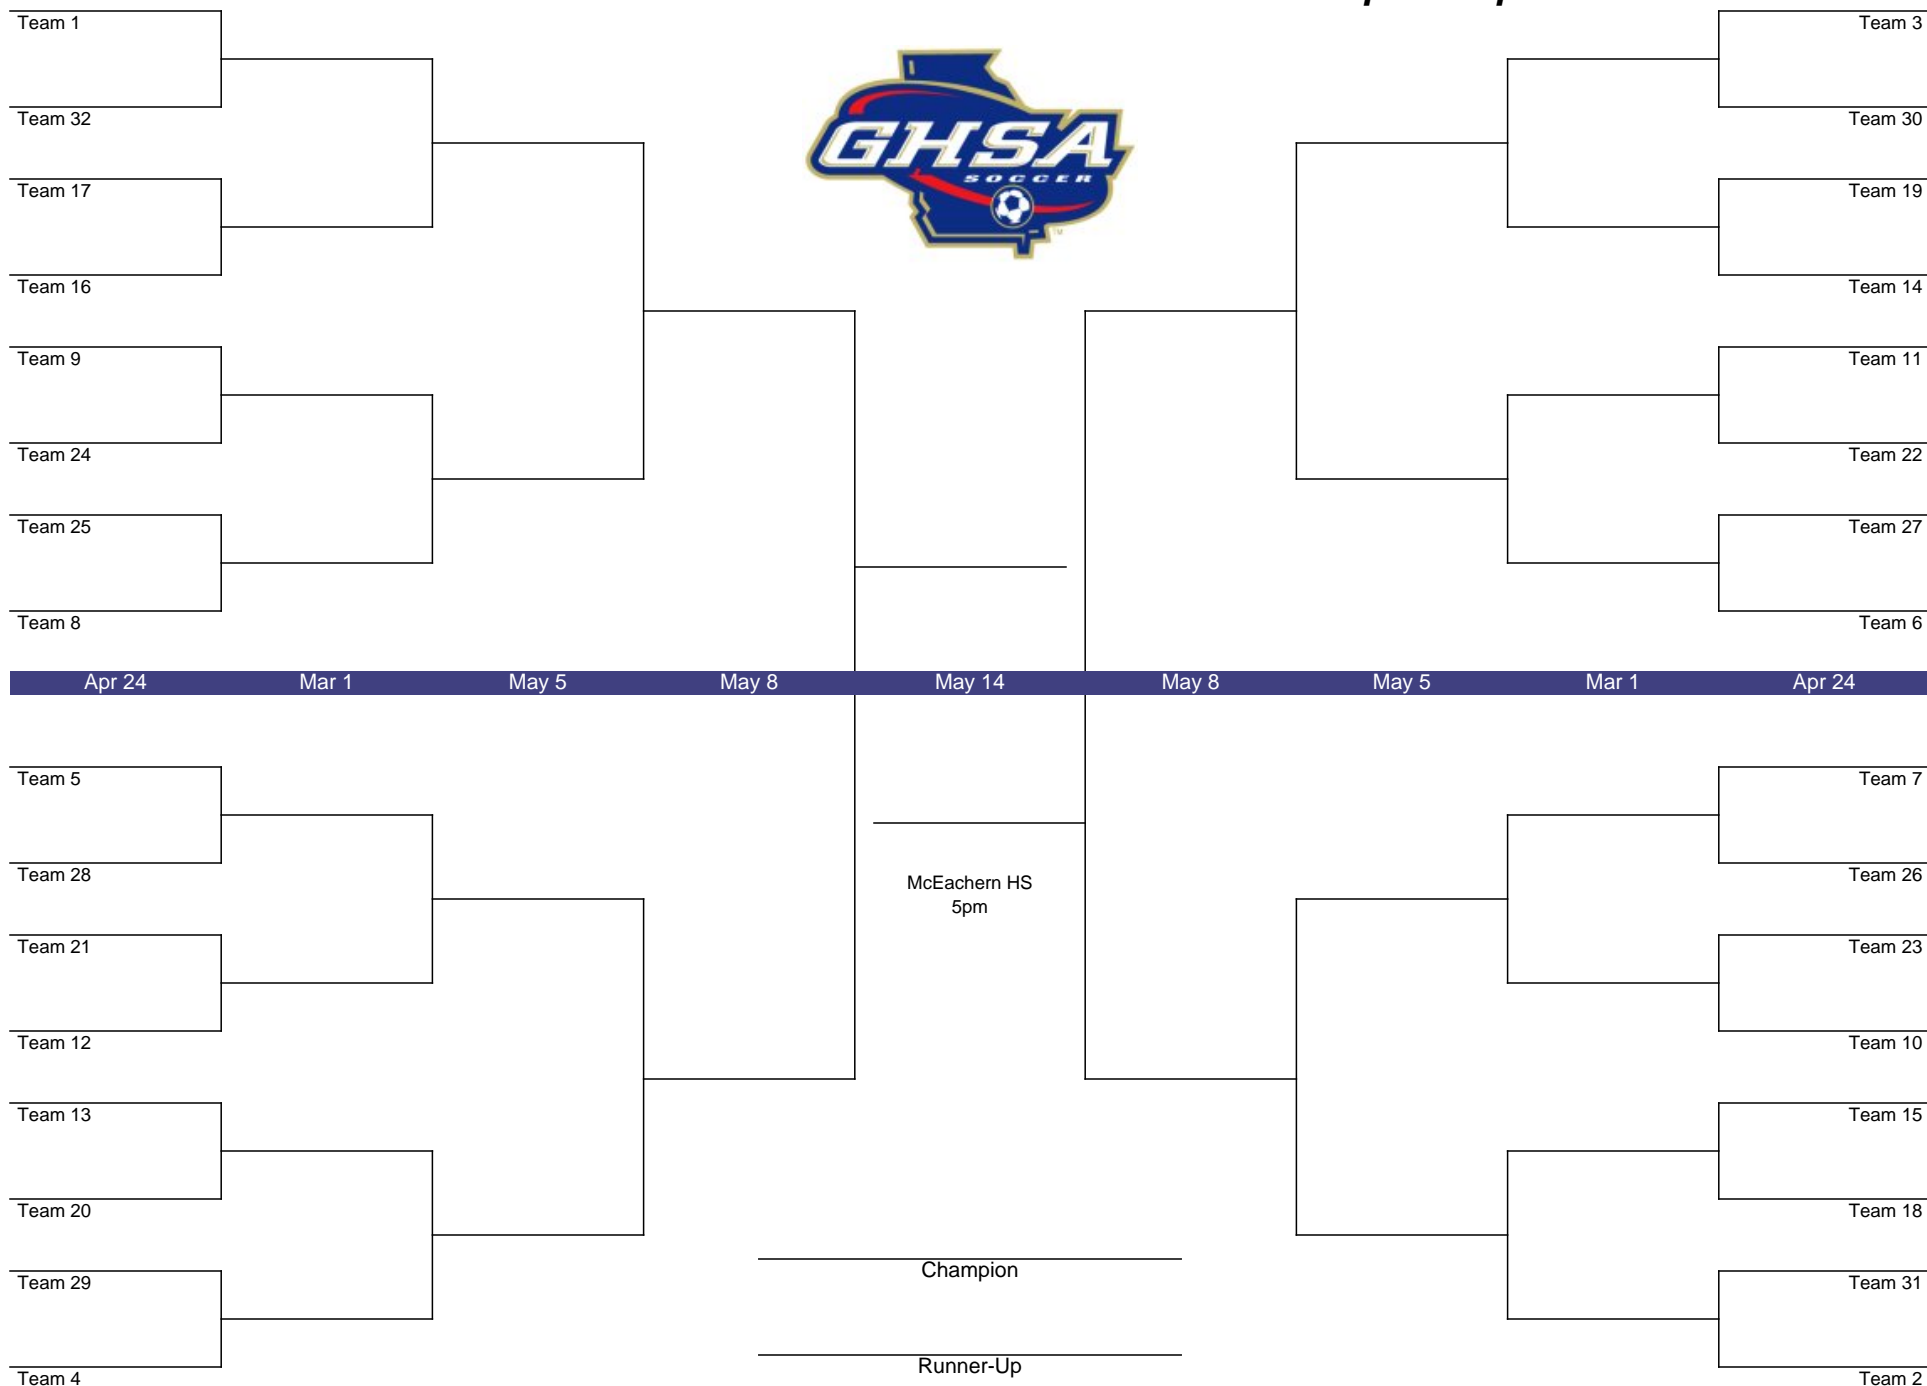 Team 1
Team 3
Team 32
Team 30
GHSA
SOCCER
TM
Team 17
Team 19
Team 16
Team 14
Team 9
Team 11
Team 24
Team 22
Team 25
Team 27
Team 8
Team 6
Apr 24 Mar 1 May 5 May 8 May 14 May 8 May 5 Mar 1 Apr 24
Team 5
Team 7
Team 28
Team 26
McEachern HS
5pm
Team 21
Team 23
Team 12
Team 10
Team 13
Team 15
Team 20
Team 18
Champion
Team 29
Team 31
Runner-Up
Team 4
Team 2